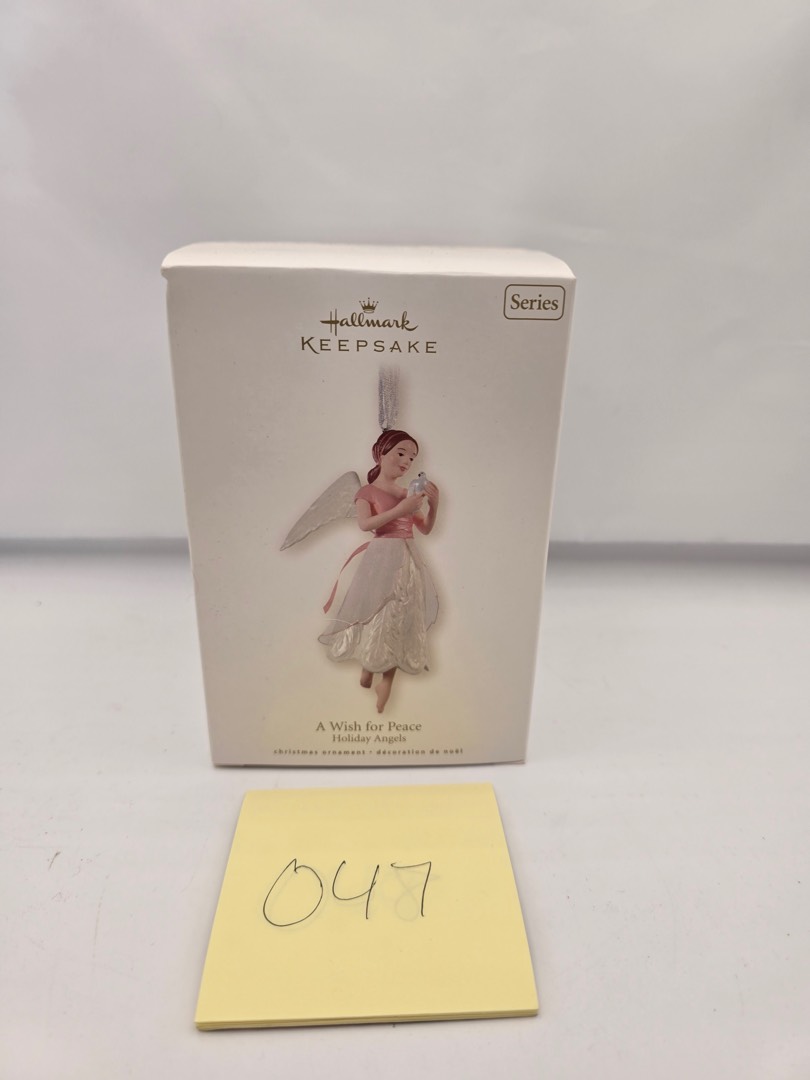 Series
Hallmark
KEEPSAKE
A Wish for Peace
Holiday Angels
christmas ornament • décoration de noël
047